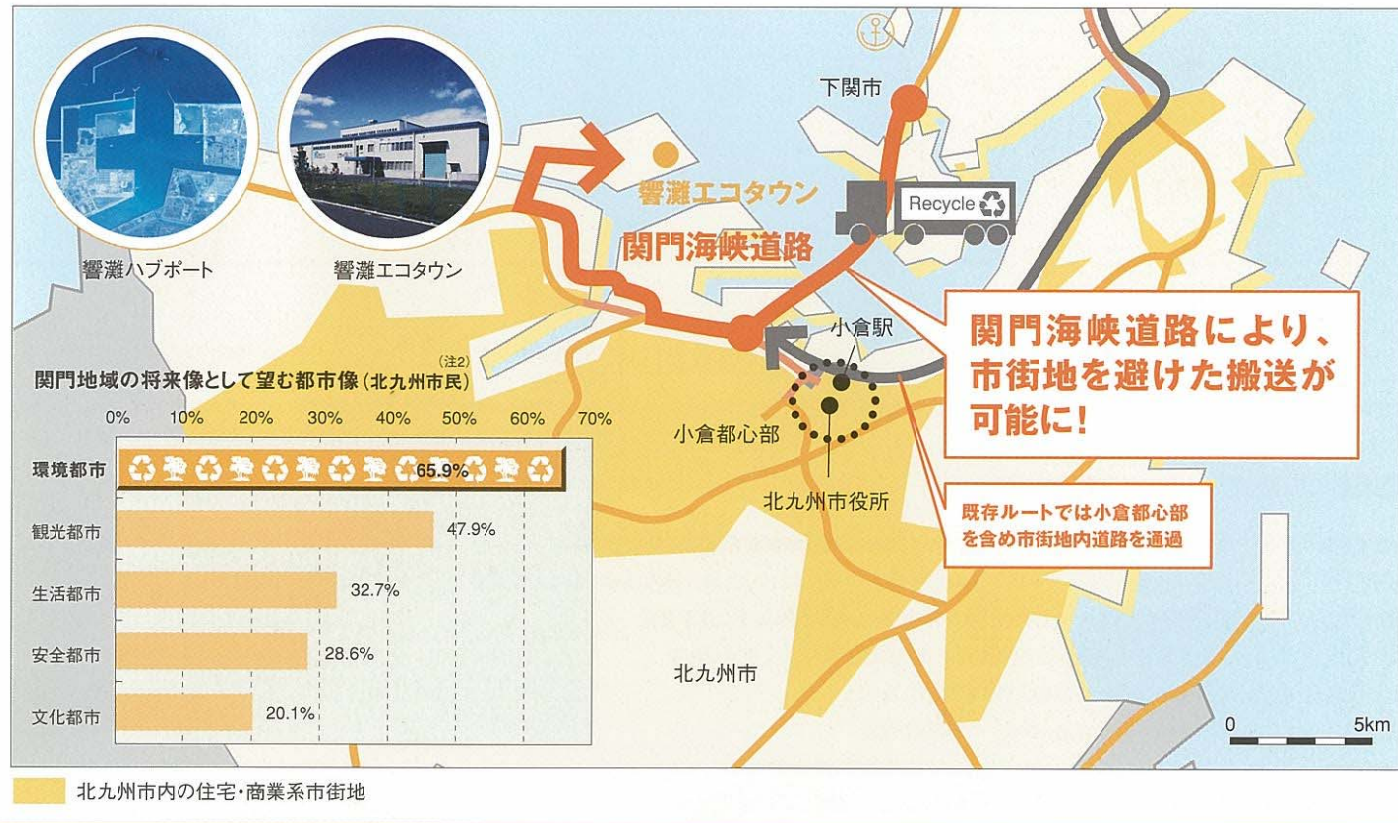 下関市
Recycle
響灘エコタウン
関門海峡道路
響灘ハブポート
響灘エコタウン
小倉駅
関門海峡道路により、
市街地を避けた搬送が
可能に!
小倉都心部
北九州市役所
既存ルートでは小倉都心部
を含め市街地内道路を通過
北九州市
0 5km
(注2)
関門地域の将来像として望む都市像(北九州市民)
0% 10% 20% 30% 40% 50% 60% 70%
環境都市 65.9%
観光都市 47.9%
生活都市 32.7%
安全都市 28.6%
文化都市 20.1%
北九州市内の住宅・商業系市街地